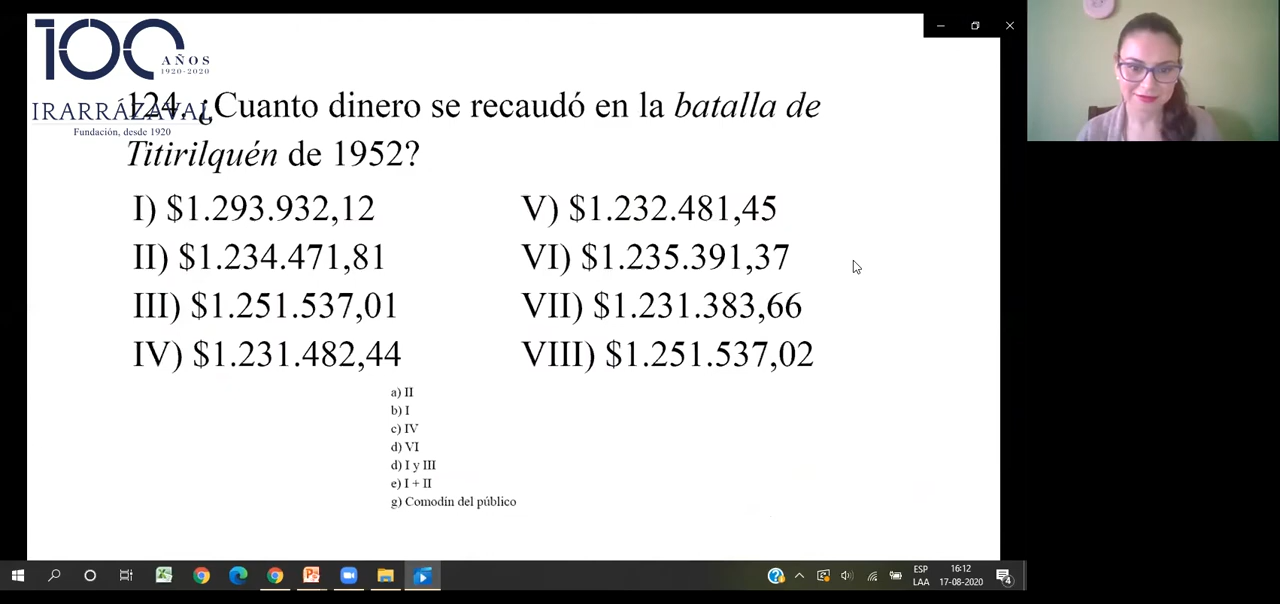 100
AÑOS
1920-2020
IRARRÁZAVAL
Fundación, desde 1920
124. ¿Cuanto dinero se recaudó en la batalla de
Titirilquén de 1952?
I) $1.293.932,12
II) $1.234.471,81
III) $1.251.537,01
IV) $1.231.482,44
V) $1.232.481,45
VI) $1.235.391,37
VII) $1.231.383,66
VIII) $1.251.537,02
a) II
b) I
c) IV
d) VI
d) I y III
e) I + II
g) Comodín del público
ESP
LAA
16:12
17-08-2020
4